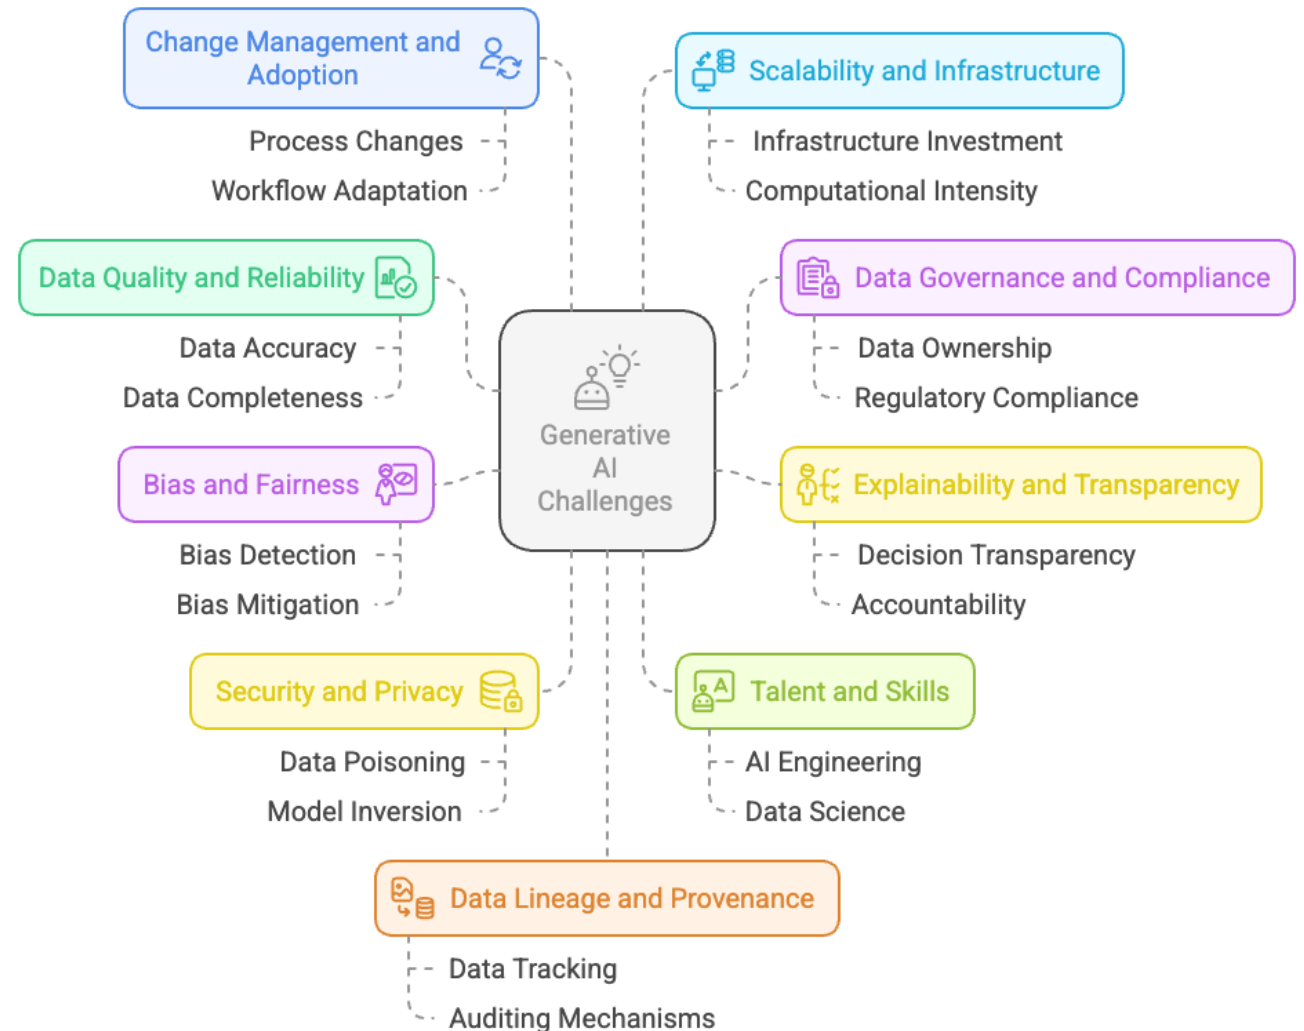 Change Management and
Adoption
Process Changes
Workflow Adaptation
Scalability and Infrastructure
Infrastructure Investment
Computational Intensity
Data Quality and Reliability
Data Accuracy
Data Completeness
Data Governance and Compliance
Data Ownership
Regulatory Compliance
Generative
AI
Challenges
Bias and Fairness
Bias Detection
Bias Mitigation
Explainability and Transparency
Decision Transparency
Accountability
Security and Privacy
Data Poisoning
Model Inversion
Talent and Skills
A
AI Engineering
Data Science
Data Lineage and Provenance
Data Tracking
Auditing Mechanisms